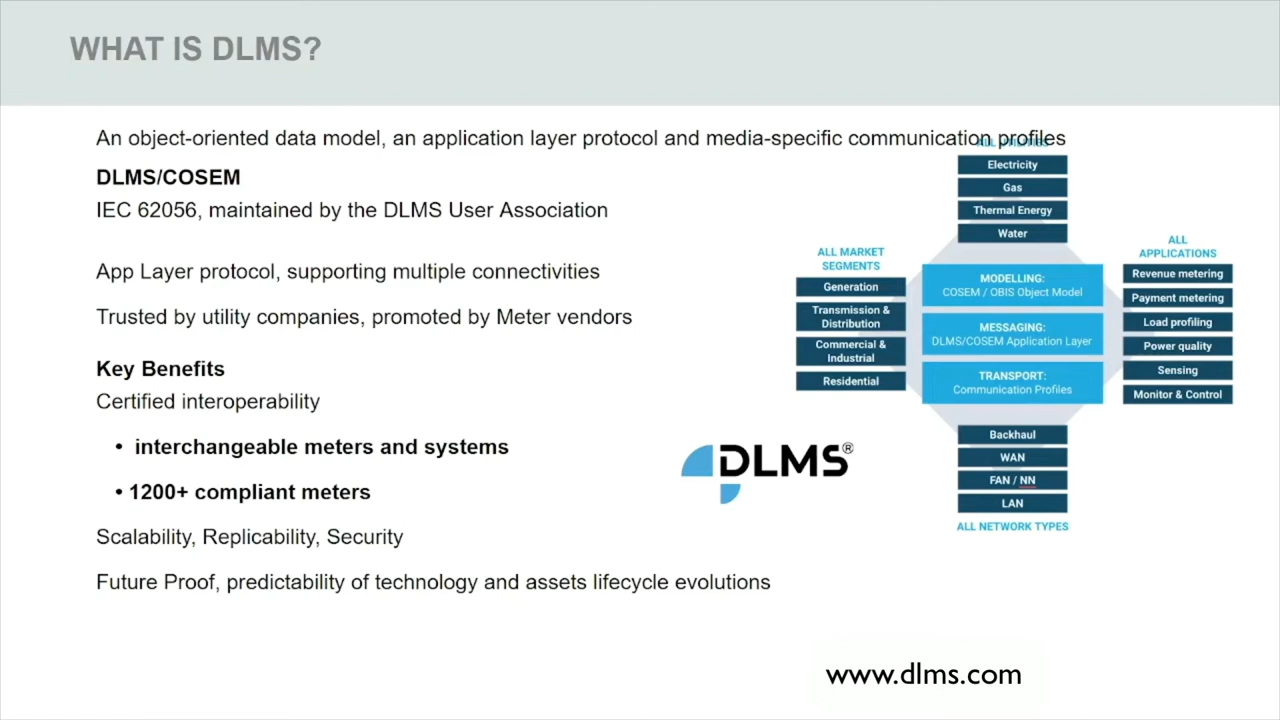 WHAT IS DLMS?
An object-oriented data model, an application layer protocol and media-specific communication profiles
DLMS/COSEM
IEC 62056, maintained by the DLMS User Association
App Layer protocol, supporting multiple connectivities
Trusted by utility companies, promoted by Meter vendors
Key Benefits
Certified interoperability
• interchangeable meters and systems
• 1200+ compliant meters
Scalability, Replicability, Security
Future Proof, predictability of technology and assets lifecycle evolutions
DLMS®
Electricity
Gas
Thermal Energy
Water
ALL MARKET
SEGMENTS
Generation
Transmission &
Distribution
Commercial &
Industrial
Residential
MODELLING:
COSEM / OBIS Object Model
MESSAGING:
DLMS/COSEM Application Layer
TRANSPORT:
Communication Profiles
ALL
APPLICATIONS
Revenue metering
Payment metering
Load profiling
Power quality
Sensing
Monitor & Control
Backhaul
WAN
FAN / NN
LAN
ALL NETWORK TYPES
www.dlms.com